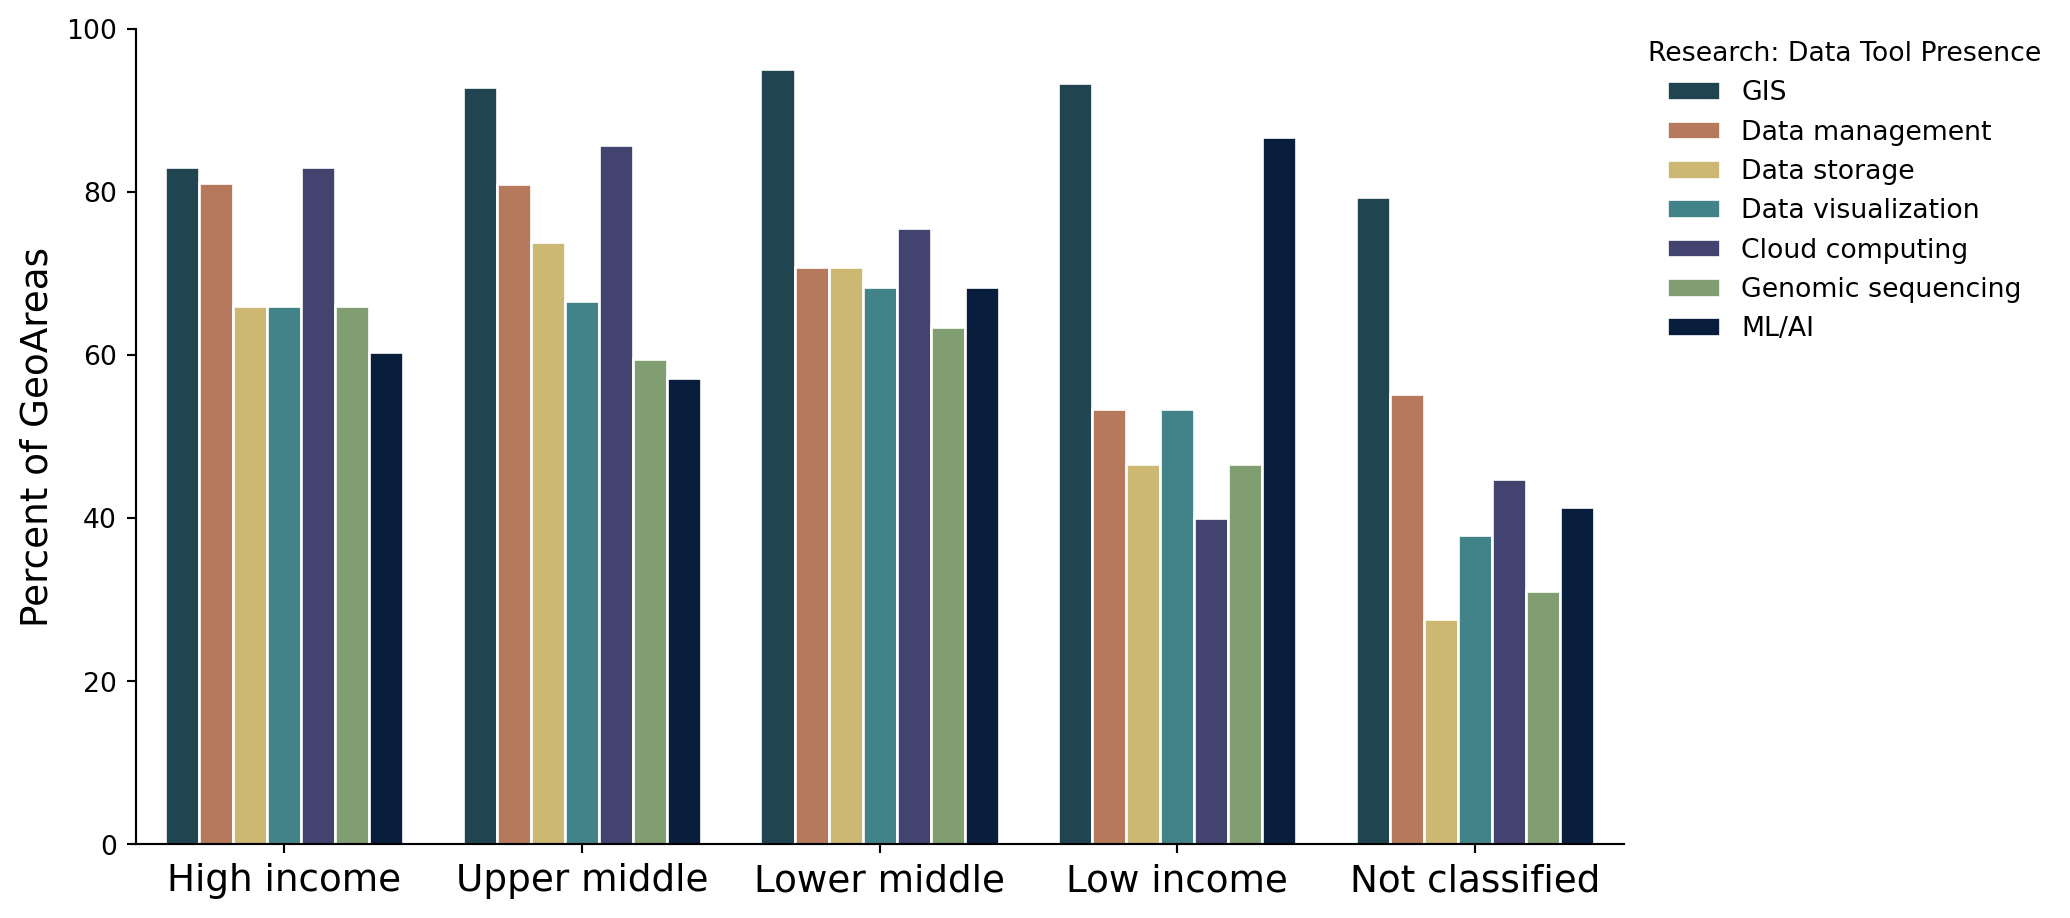 Percent of GeoAreas
100
80
60
40
20
0
High income
Upper middle
Lower middle
Low income
Not classified
Research: Data Tool Presence
GIS
Data management
Data storage
Data visualization
Cloud computing
Genomic sequencing
ML/AI